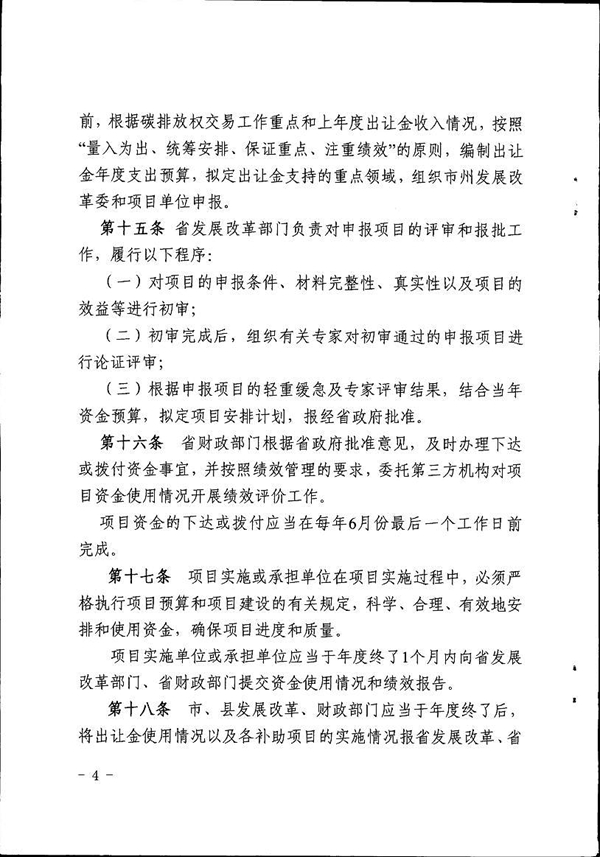 前，根据碳排放权交易工作重点和上年度出让金收入情况，按照
“量入为出、统筹安排、保证重点、注重绩效”的原则，编制出让
金年度支出预算，拟定出让金支持的重点领域，组织市州发展改
革委和项目单位申报。
第十五条 省发展改革部门负责对申报项目的评审和报批工
作，履行以下程序：
（一）对项目的申报条件、材料完整性、真实性以及项目的
效益等进行初审；
（二）初审完成后，组织有关专家对初审通过的申报项目进
行论证评审；
（三）根据申报项目的轻重缓急及专家评审结果，结合当年
资金预算，拟定项目安排计划，报经省政府批准。
第十六条 省财政部门根据省政府批准意见，及时办理下达
或拨付资金事宜，并按照绩效管理的要求，委托第三方机构对项
目资金使用情况开展绩效评价工作。
项目资金的下达或拨付应当在每年6月份最后一个工作日前
完成。
第十七条 项目实施或承担单位在项目实施过程中，必须严
格执行项目预算和项目建设的有关规定，科学、合理、有效地安
排和使用资金，确保项目进度和质量。
项目实施单位或承担单位应当于年度终了1个月内向省发展
改革部门、省财政部门提交资金使用情况和绩效报告。
第十八条 市、县发展改革、财政部门应当于年度终了后，
将出让金使用情况以及各补助项目的实施情况报省发展改革、省
- 4 -